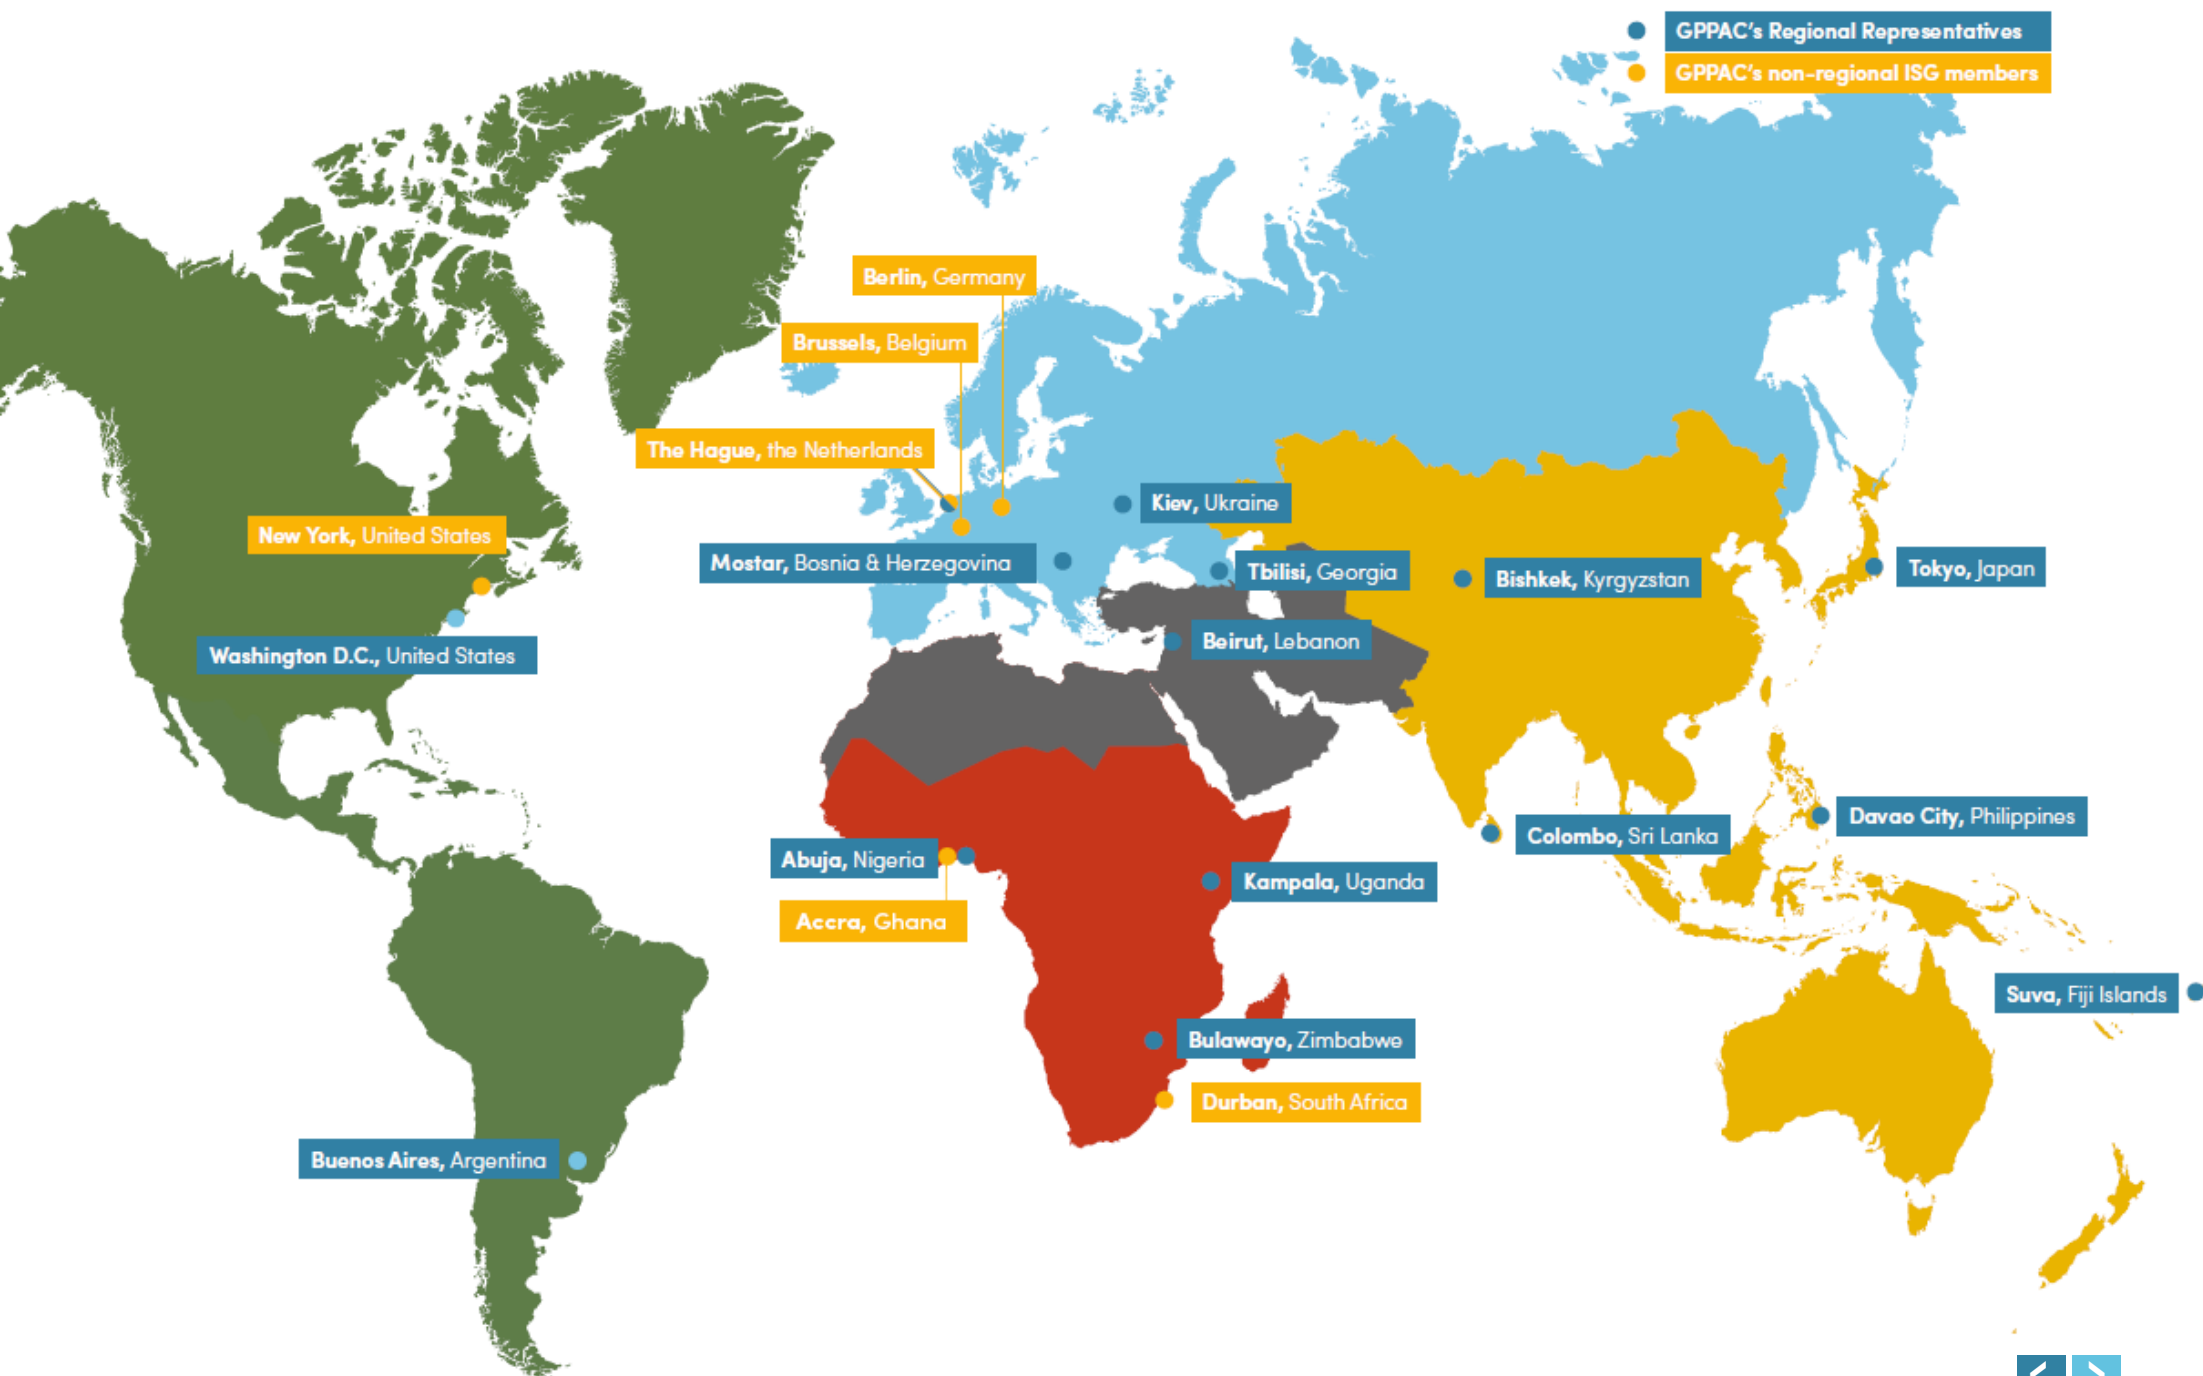 GPPAC's Regional Representatives
GPPAC's non-regional ISG members
Berlin, Germany
Brussels, Belgium
The Hague, the Netherlands
Kiev, Ukraine
New York, United States
Mostar, Bosnia & Herzegovina
Tbilisi, Georgia
Bishkek, Kyrgyzstan
Tokyo, Japan
Beirut, Lebanon
Washington D.C., United States
Davao City, Philippines
Colombo, Sri Lanka
Abuja, Nigeria
Kampala, Uganda
Accra, Ghana
Suva, Fiji Islands
Bulawayo, Zimbabwe
Durban, South Africa
Buenos Aires, Argentina